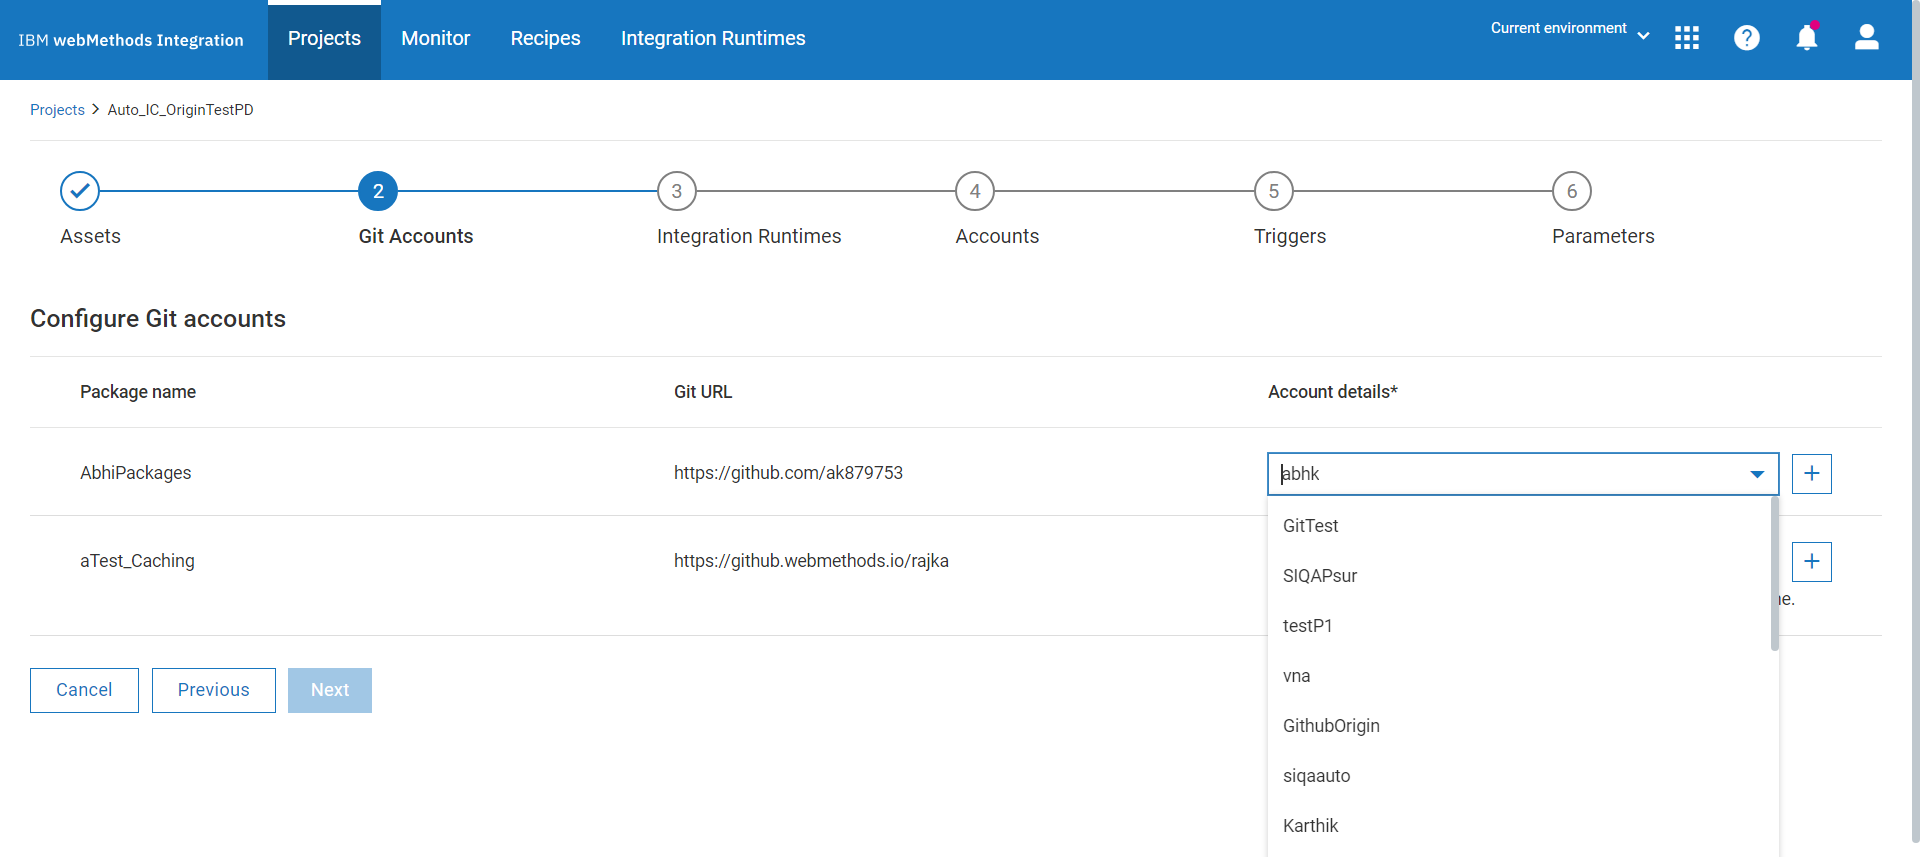 IBM webMethods Integration
Projects
Monitor
Recipes
Integration Runtimes
Current environment
?
Projects > Auto_IC_OriginTestPD
2
3
4
5
6
Assets
Git Accounts
Integration Runtimes
Accounts
Triggers
Parameters
Configure Git accounts
Package name
Git URL
Account details*
AbhiPackages
https://github.com/ak879753
abhk
+
GitTest
SIQAPsur
testP1
vna
GithubOrigin
siqaauto
Karthik
aTest_Caching
https://github.webmethods.io/rajka
+
Cancel
Previous
Next